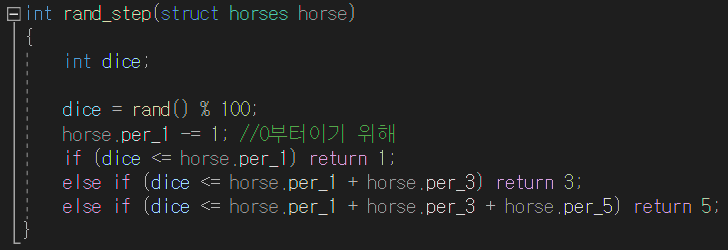 int rand_step(struct horses horse)
{
int dice;
dice = rand() % 100;
horse.per_1 -= 1; //0부터이기 위해
if (dice <= horse.per_1) return 1;
else if (dice <= horse.per_1 + horse.per_3) return 3;
else if (dice <= horse.per_1 + horse.per_3 + horse.per_5) return 5;
}